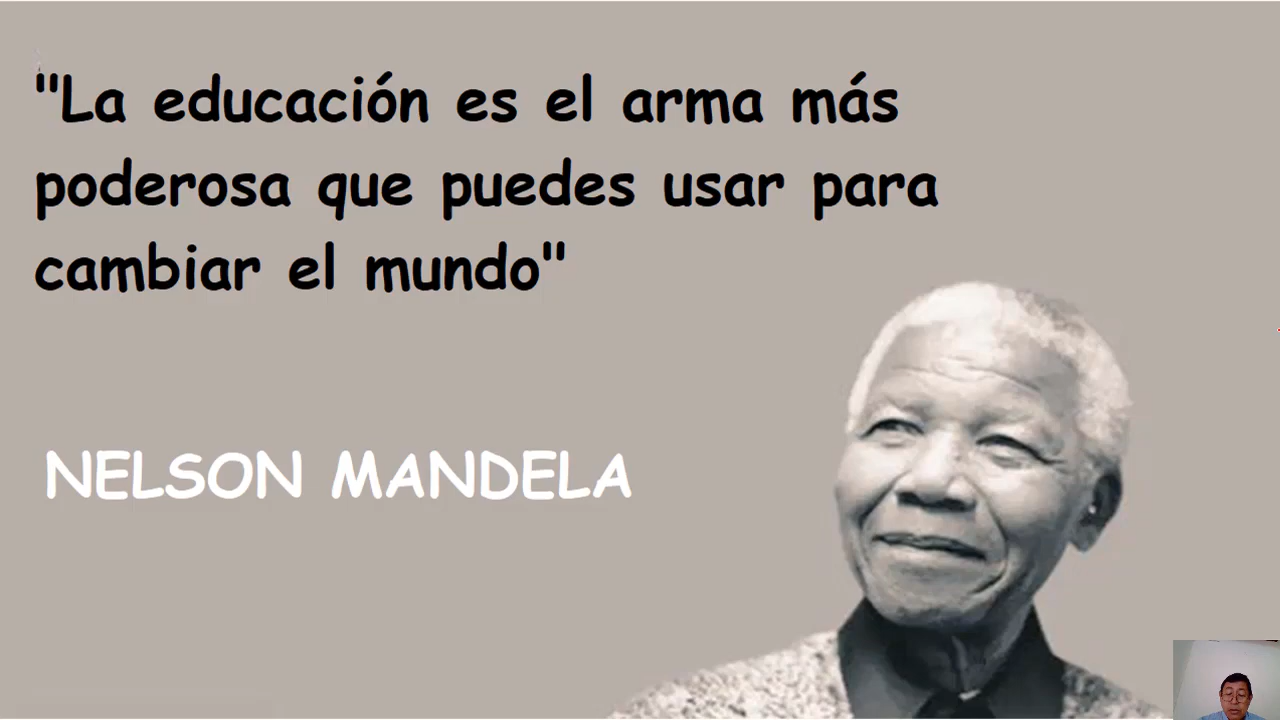 "La educación es el arma más
poderosa que puedes usar para
cambiar el mundo"
NELSON MANDELA